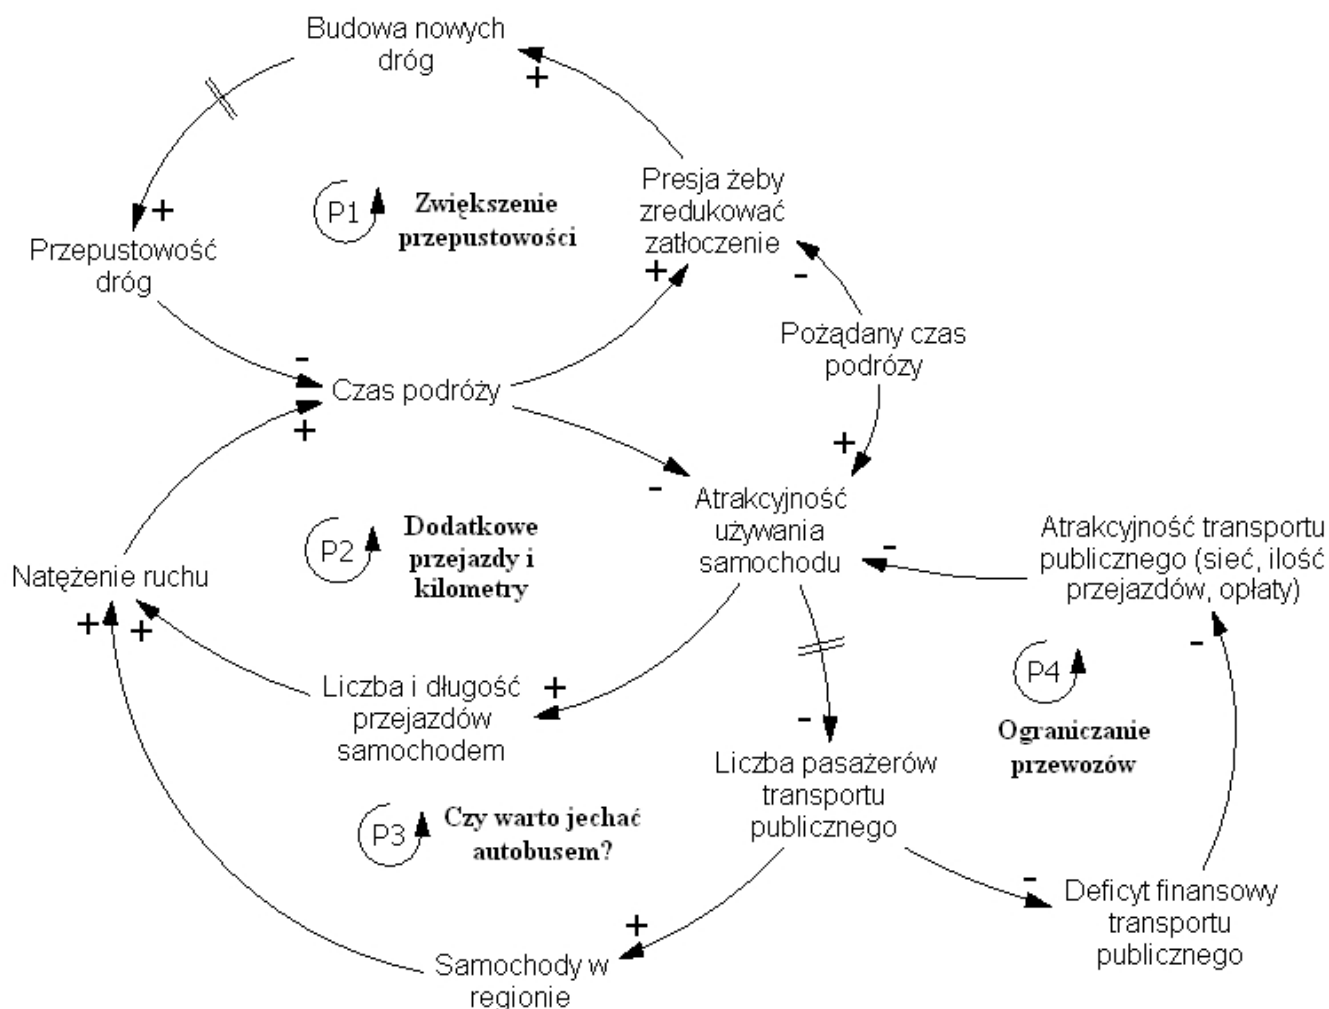 Budowa nowych
dróg
+
P1
Zwiększenie
przepustowości
Presja żeby
zredukować
zatłoczenie
+
-
+
Przepustowość
dróg
Pożądany czas
podrózy
-
Czas podróży
+
+
-
Atrakcyjność
używania
samochodu
P2
Dodatkowe
przejazdy i
kilometry
Natężenie ruchu
+
+
-
Atrakcyjność transportu
publicznego (sieć, ilość
przejazdów, opłaty)
-
P4
Ograniczanie
przewozów
Liczba i długość
przejazdów
samochodem
+
-
Liczba pasażerów
transportu
publicznego
P3
Czy warto jechać
autobusem?
-
Deficyt finansowy
transportu
publicznego
+
Samochody w
regionie